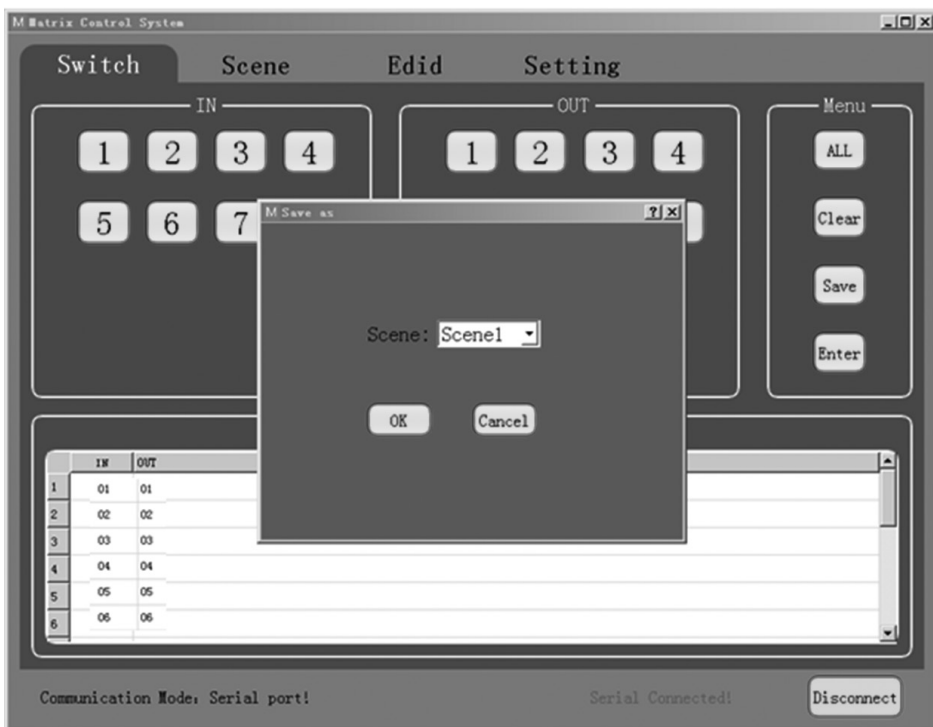 M Matrix Control System
Switch Scene Edid Setting
IN OUT Menu
1 2 3 4 1 2 3 4 ALL
5 6 7 Clear
M Save as
Save
Scene: Scene1
Enter
OK Cancel
IN OUT
1 01 01
2 02 02
3 03 03
4 04 04
5 05 05
6 06 06
Communication Mode: Serial port! Serial Connected! Disconnect